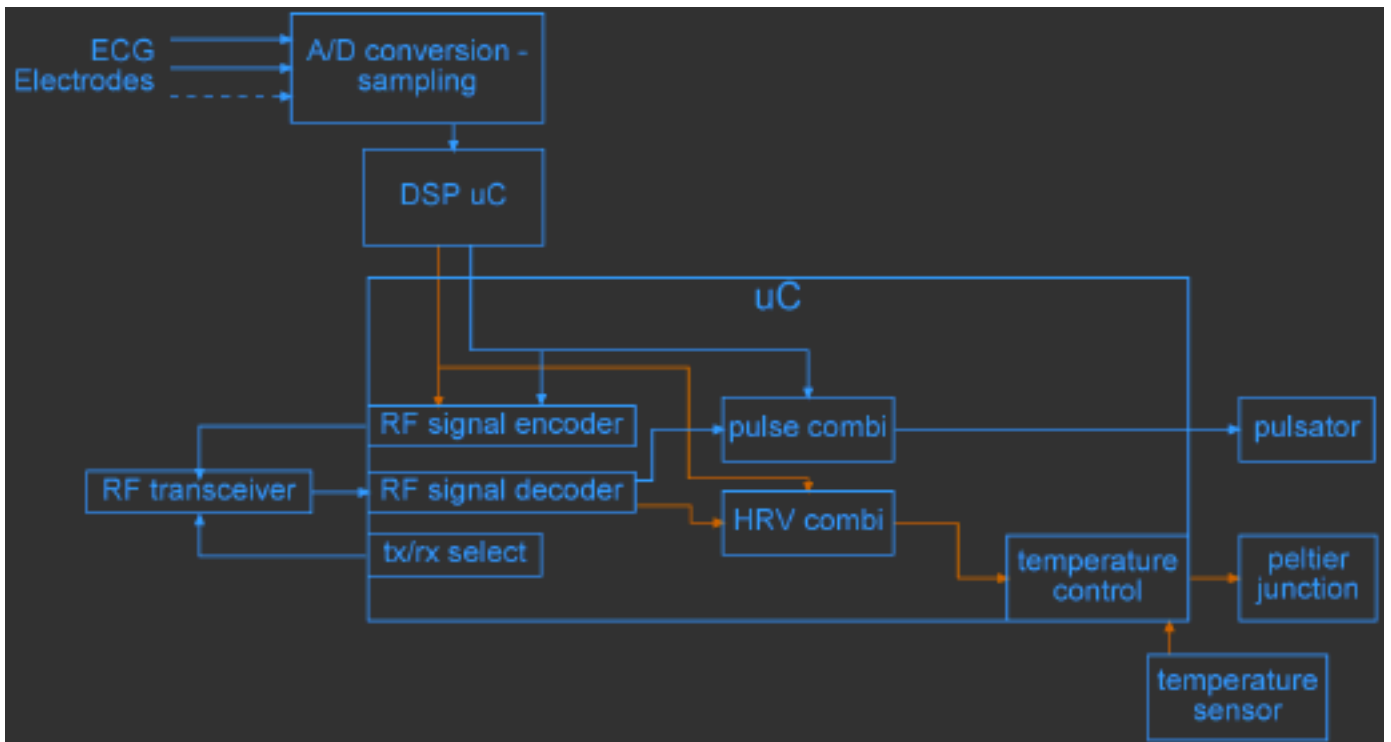 ECG
Electrodes
A/D conversion -
sampling
DSP uC
uC
RF signal encoder
pulse combi
pulsator
RF transceiver
RF signal decoder
HRV combi
tx/rx select
temperature
control
peltier
junction
temperature
sensor